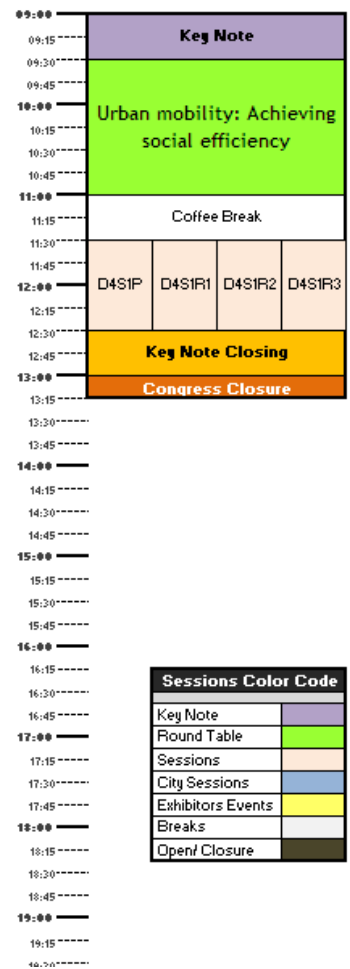 09:00
Key Note
09:15
09:30
09:45
10:00
Urban mobility: Achieving
social efficiency
10:15
10:30
10:45
11:00
Coffee Break
11:15
11:30
11:45
12:00
D4S1P D4S1R1 D4S1R2 D4S1R3
12:15
12:30
Key Note Closing
12:45
13:00
Congress Closure
13:15
13:30
13:45
14:00
14:15
14:30
14:45
15:00
15:15
15:30
15:45
16:00
16:15
16:30
16:45
17:00
17:15
17:30
17:45
18:00
18:15
18:30
18:45
19:00
19:15
19:30
Sessions Color Code
Key Note
Round Table
Sessions
City Sessions
Exhibitors Events
Breaks
Open/ Closure